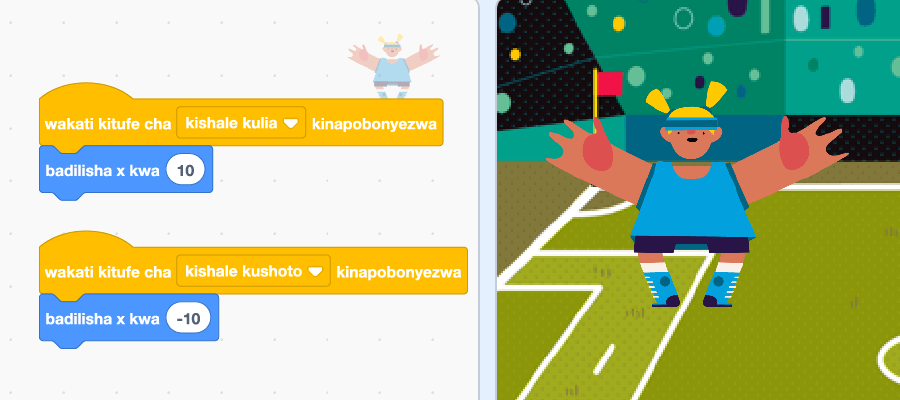 wakati kitufe cha kishale kulia kinapobonyezwa
badilisha x kwa 10
wakati kitufe cha kishale kushoto kinapobonyezwa
badilisha x kwa -10